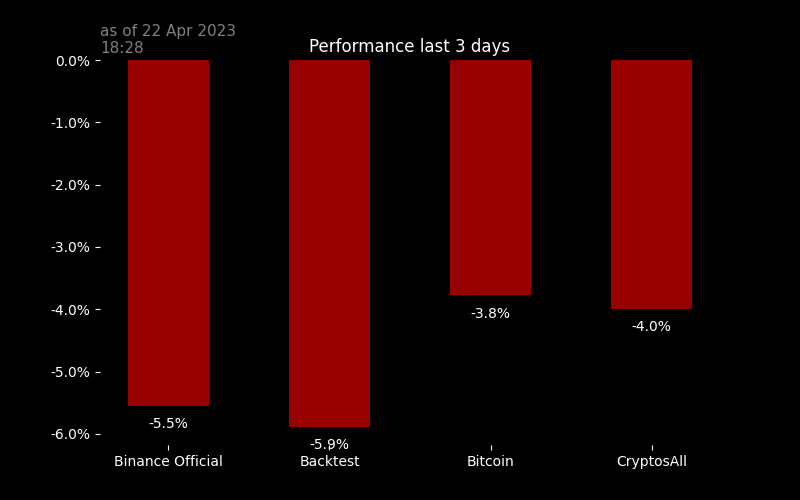 as of 22 Apr 2023
18:28
Performance last 3 days
0.0%
-1.0%
-2.0%
-3.0%
-4.0%
-5.0%
-6.0%
-5.5%
-5.9%
-3.8%
-4.0%
Binance Official
Backtest
Bitcoin
CryptosAll